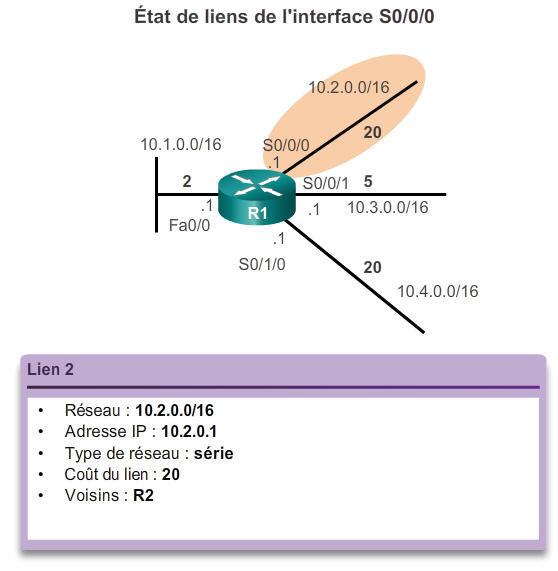 État de liens de l'interface S0/0/0
10.2.0.0/16
20
10.1.0.0/16
S0/0/0
.1
2
S0/0/1
5
R1
.1
.1
10.3.0.0/16
Fa0/0
.1
S0/1/0
20
10.4.0.0/16
Lien 2
• Réseau : 10.2.0.0/16
• Adresse IP : 10.2.0.1
• Type de réseau : série
• Coût du lien : 20
• Voisins : R2